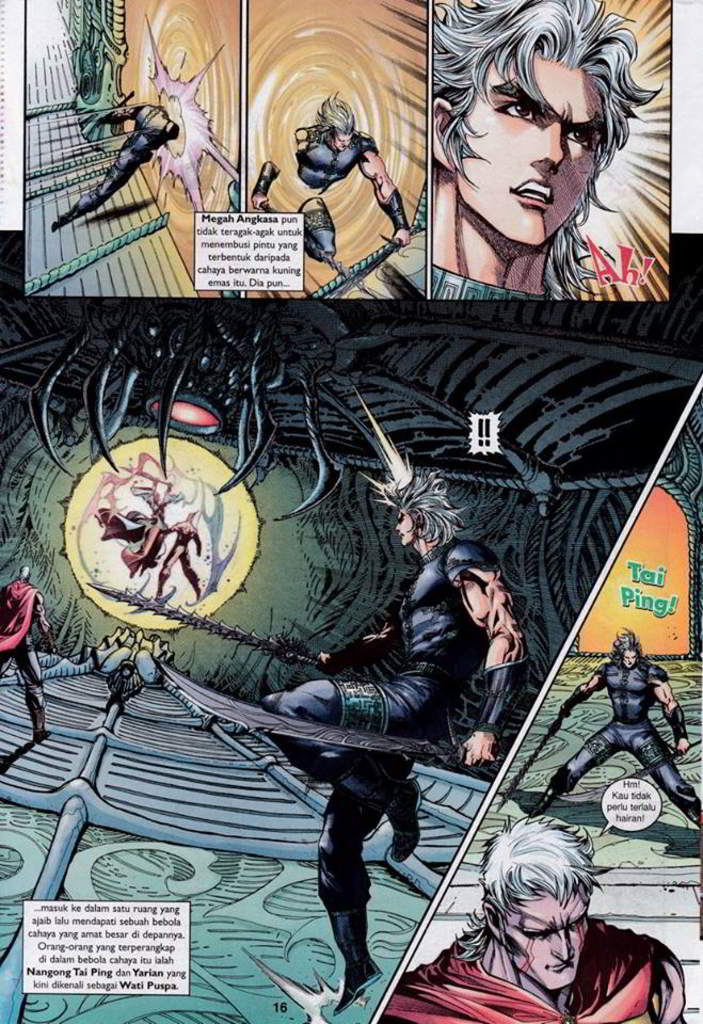 Megah Angkasa pun
tidak teragak-agak untuk
menembusi pintu yang
terbentuk daripada
cahaya berwarna kuning
emas itu. Dia pun...
Ah!
!!
Tai
Ping!
Hm!
Kau tidak
perlu terlalu
hairan!
...masuk ke dalam satu ruang yang
ajaib lalu mendapati sebuah bebola
cahaya yang amat besar di depannya.
Orang-orang yang terperangkap
di dalam bebola cahaya itu ialah
Nangong Tai Ping dan Yarian yang
kini dikenali sebagai Wati Puspa.
16